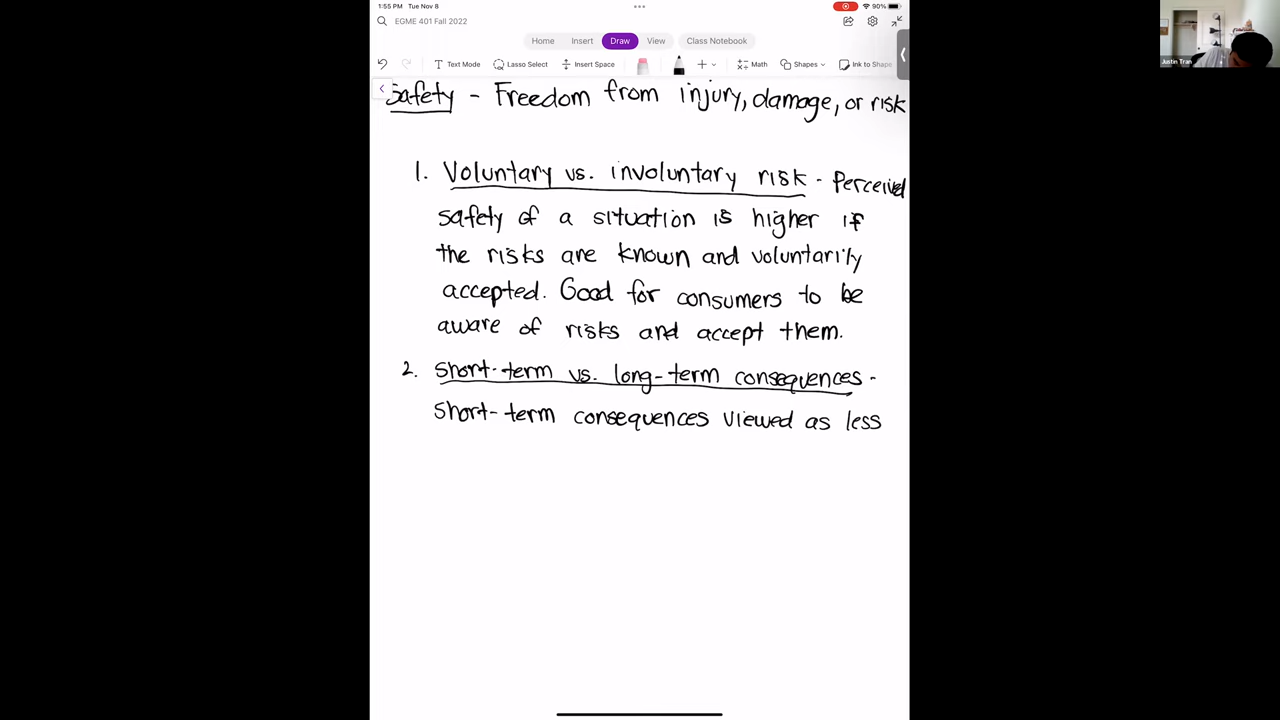 1:55 PM Tue Nov 8
90%
EGME 401 Fall 2022
Home Insert Draw View Class Notebook
Text Mode Lasso Select Insert Space Math Shapes Ink to Shape
Safety - Freedom from injury, damage, or risk
1. Voluntary vs. involuntary risk - Perceived
safety of a situation is higher if
the risks are known and voluntarily
accepted. Good for consumers to be
aware of risks and accept them.
2. Short-term vs. long-term consequences -
Short-term consequences viewed as less
Justin Tran